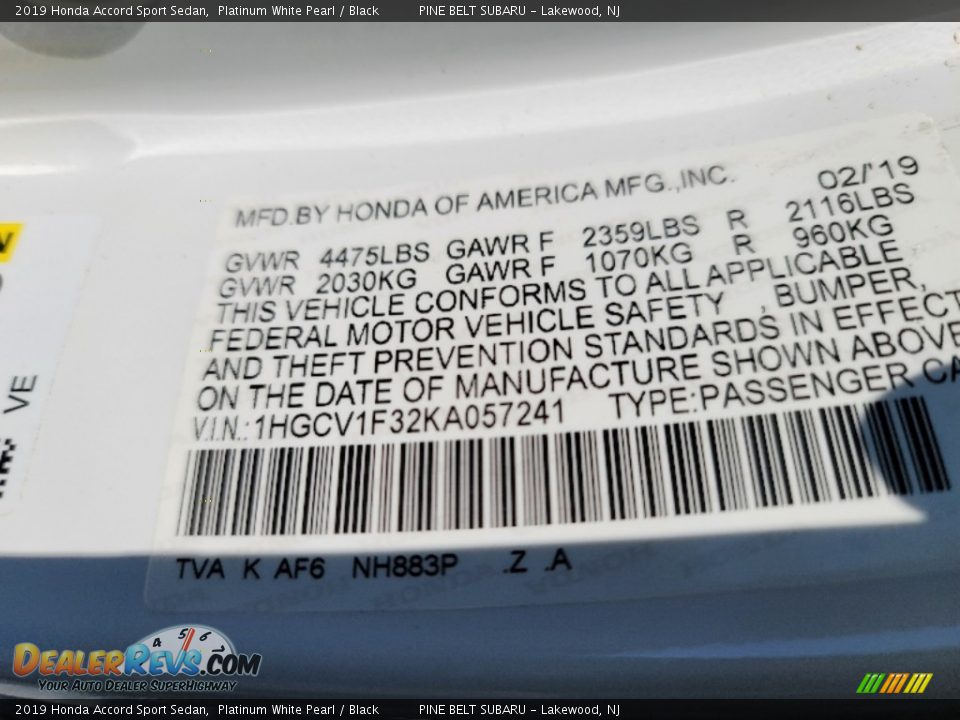 2019 Honda Accord Sport Sedan, Platinum White Pearl / Black PINE BELT SUBARU - Lakewood, NJ
MFD.BY HONDA OF AMERICA MFG.,INC. 02/'19
GVWR 4475LBS GAWR F 2359LBS R 2116LBS
GVWR 2030KG GAWR F 1070KG R 960KG
THIS VEHICLE CONFORMS TO ALL APPLICABLE
FEDERAL MOTOR VEHICLE SAFETY , BUMPER,
AND THEFT PREVENTION STANDARDS IN EFFECT
ON THE DATE OF MANUFACTURE SHOWN ABOVE
V.I.N.: 1HGCV1F32KA057241 TYPE:PASSENGER CA
VE
TVA K AF6 NH883P .Z .A
4 5 6
DEALERREVS.COM
YOUR AUTO DEALER SUPERHIGHWAY
2019 Honda Accord Sport Sedan, Platinum White Pearl / Black PINE BELT SUBARU - Lakewood, NJ